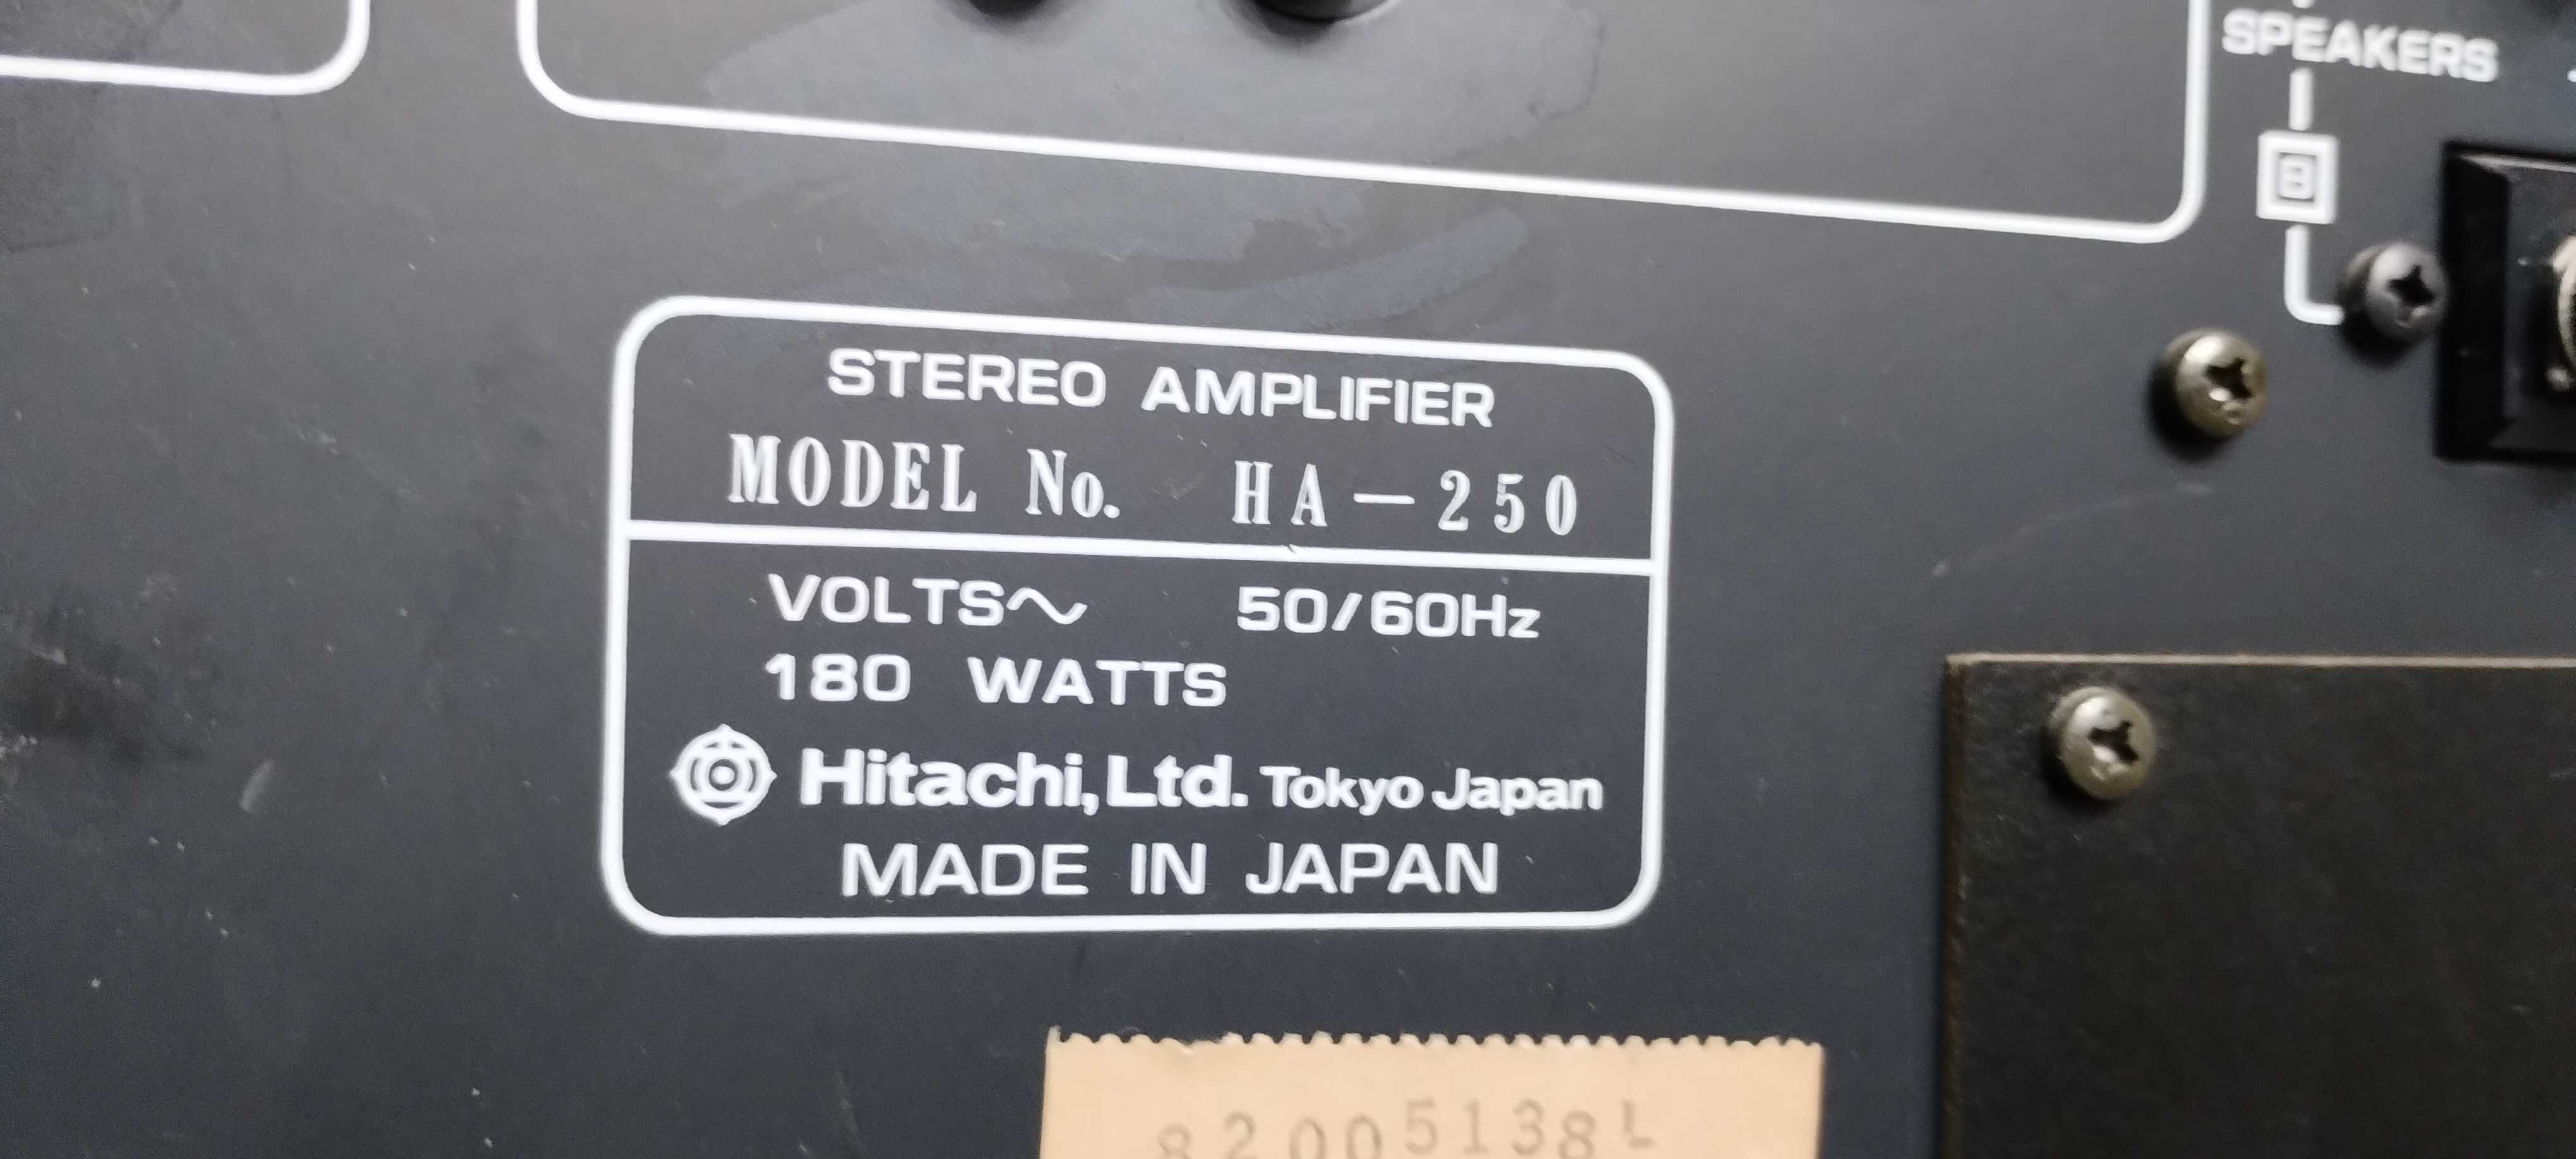 SPEAKERS
B
STEREO AMPLIFIER
MODEL No. HA-250
VOLTS~ 50/60Hz
180 WATTS
Hitachi, Ltd. Tokyo Japan
MADE IN JAPAN
82005138L